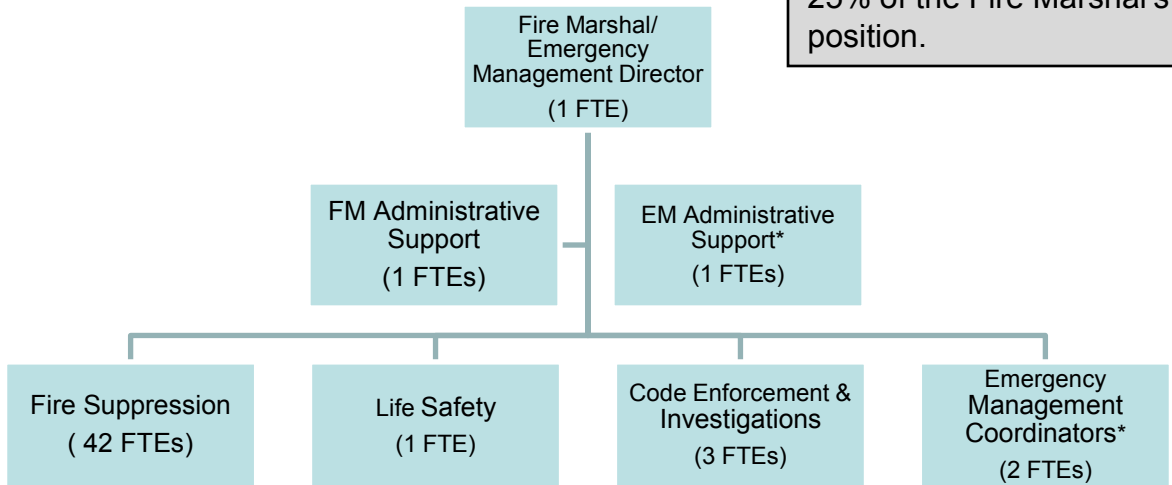 25% of the Fire Marshal's
position.
Fire Marshal/
Emergency
Management Director
(1 FTE)
FM Administrative
Support
(1 FTEs)
EM Administrative
Support*
(1 FTEs)
Fire Suppression
( 42 FTEs)
Life Safety
(1 FTE)
Code Enforcement &
Investigations
(3 FTEs)
Emergency
Management
Coordinators*
(2 FTEs)